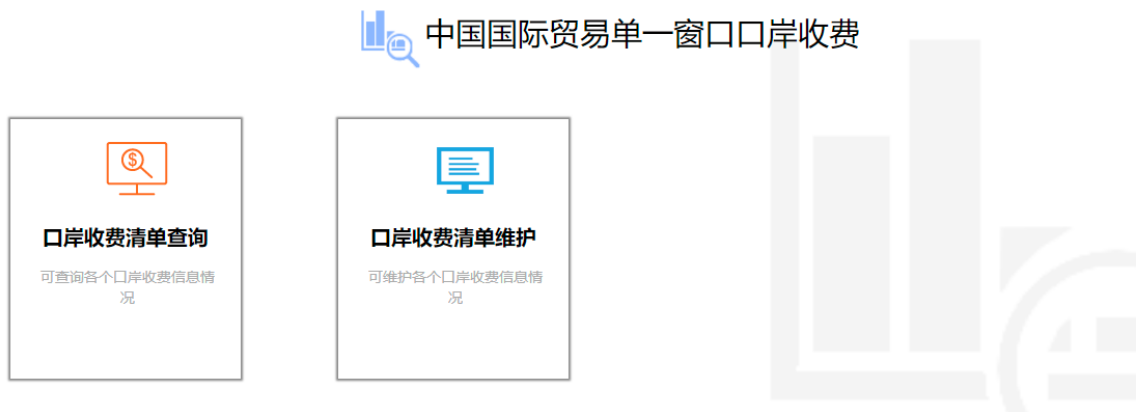 中国国际贸易单一窗口口岸收费
口岸收费清单查询
可查询各个口岸收费信息情
况
口岸收费清单维护
可维护各个口岸收费信息情
况